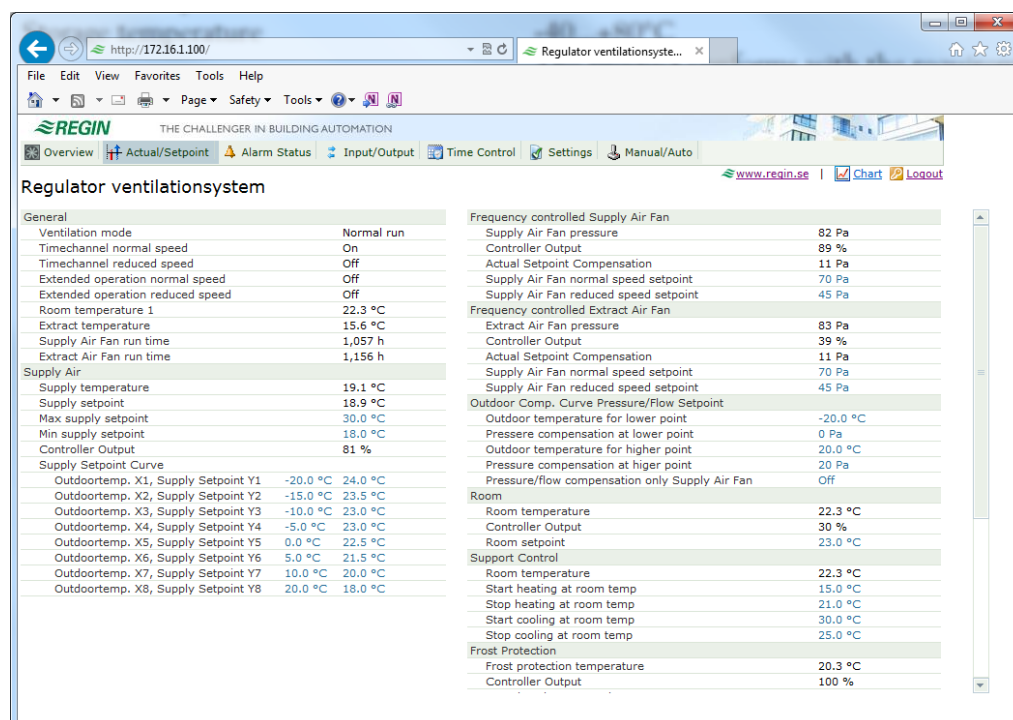 Storage temperature -40...+80°C
http://172.16.1.100/
Regulator ventilationsyste...
File Edit View Favorites Tools Help
Page Safety Tools
REGIN THE CHALLENGER IN BUILDING AUTOMATION
Overview Actual/Setpoint Alarm Status Input/Output Time Control Settings Manual/Auto
www.regin.se | Chart Logout
Regulator ventilationsystem
General
Ventilation mode Normal run
Timechannel normal speed On
Timechannel reduced speed Off
Extended operation normal speed Off
Extended operation reduced speed Off
Room temperature 1 22.3 °C
Extract temperature 15.6 °C
Supply Air Fan run time 1,057 h
Extract Air Fan run time 1,156 h
Supply Air
Supply temperature 19.1 °C
Supply setpoint 18.9 °C
Max supply setpoint 30.0 °C
Min supply setpoint 18.0 °C
Controller Output 81 %
Supply Setpoint Curve
Outdoortemp. X1, Supply Setpoint Y1 -20.0 °C 24.0 °C
Outdoortemp. X2, Supply Setpoint Y2 -15.0 °C 23.5 °C
Outdoortemp. X3, Supply Setpoint Y3 -10.0 °C 23.0 °C
Outdoortemp. X4, Supply Setpoint Y4 -5.0 °C 23.0 °C
Outdoortemp. X5, Supply Setpoint Y5 0.0 °C 22.5 °C
Outdoortemp. X6, Supply Setpoint Y6 5.0 °C 21.5 °C
Outdoortemp. X7, Supply Setpoint Y7 10.0 °C 20.0 °C
Outdoortemp. X8, Supply Setpoint Y8 20.0 °C 18.0 °C
Frequency controlled Supply Air Fan
Supply Air Fan pressure 82 Pa
Controller Output 89 %
Actual Setpoint Compensation 11 Pa
Supply Air Fan normal speed setpoint 70 Pa
Supply Air Fan reduced speed setpoint 45 Pa
Frequency controlled Extract Air Fan
Extract Air Fan pressure 83 Pa
Controller Output 39 %
Actual Setpoint Compensation 11 Pa
Supply Air Fan normal speed setpoint 70 Pa
Supply Air Fan reduced speed setpoint 45 Pa
Outdoor Comp. Curve Pressure/Flow Setpoint
Outdoor temperature for lower point -20.0 °C
Pressere compensation at lower point 0 Pa
Outdoor temperature for higher point 20.0 °C
Pressure compensation at higer point 20 Pa
Pressure/flow compensation only Supply Air Fan Off
Room
Room temperature 22.3 °C
Controller Output 30 %
Room setpoint 23.0 °C
Support Control
Room temperature 22.3 °C
Start heating at room temp 15.0 °C
Stop heating at room temp 21.0 °C
Start cooling at room temp 30.0 °C
Stop cooling at room temp 25.0 °C
Frost Protection
Frost protection temperature 20.3 °C
Controller Output 100 %